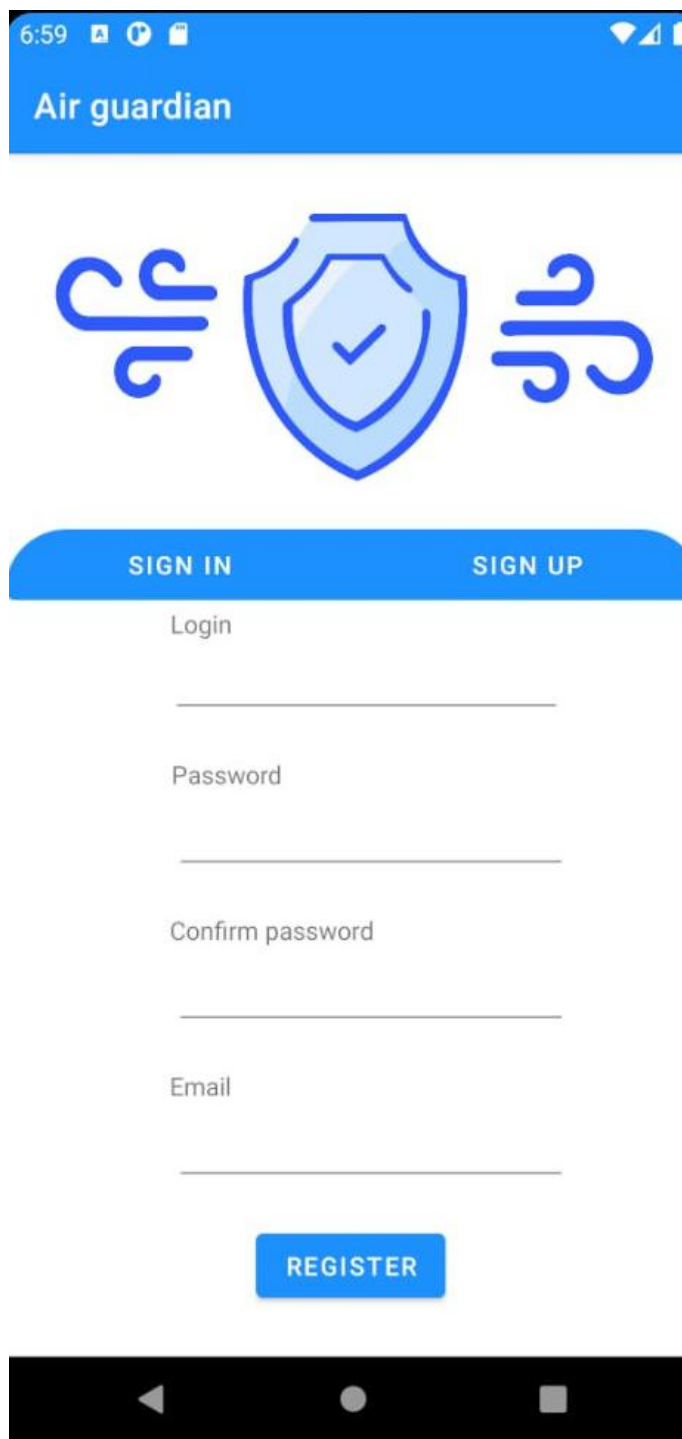 6:59
Air guardian
SIGN IN SIGN UP
Login
Password
Confirm password
Email
REGISTER